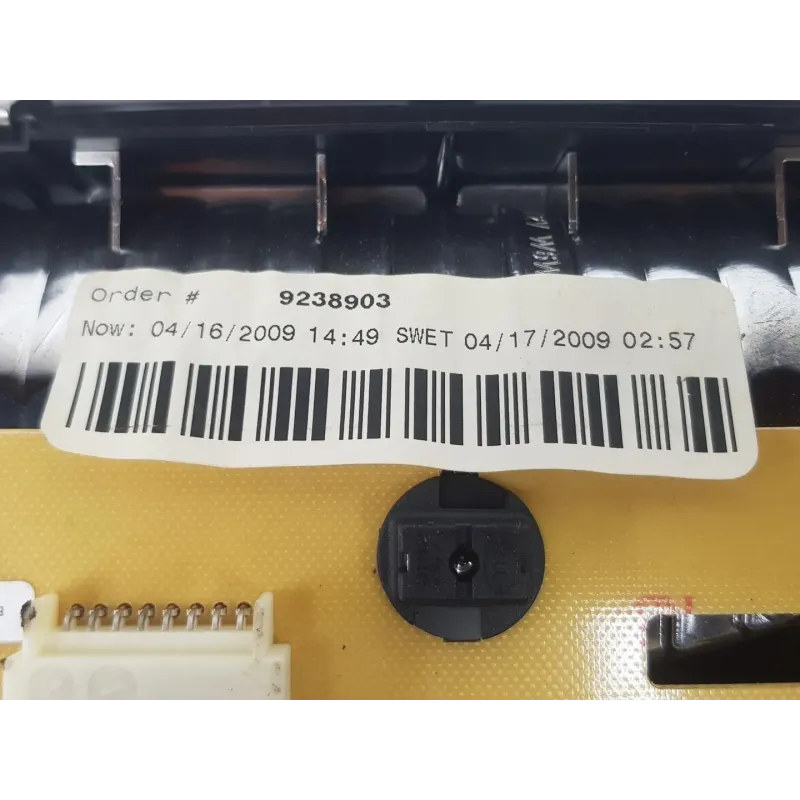 Order # 9238903
Now: 04/16/2009 14:49 SWET 04/17/2009 02:57